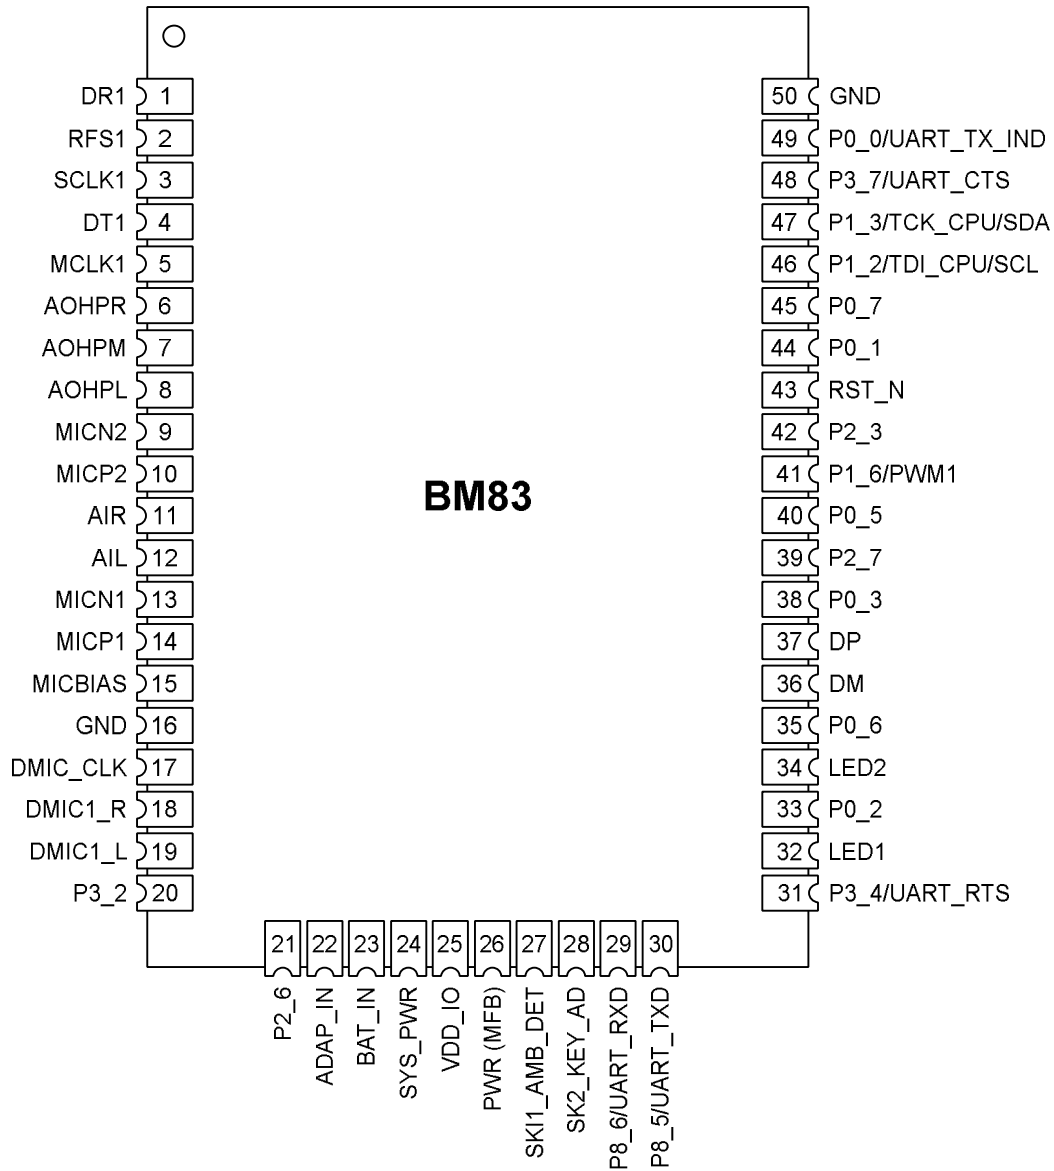 DR1 1
RFS1 2
SCLK1 3
DT1 4
MCLK1 5
AOHPR 6
AOHPM 7
AOHPL 8
MICN2 9
MICP2 10
AIR 11
AIL 12
MICN1 13
MICP1 14
MICBIAS 15
GND 16
DMIC_CLK 17
DMIC1_R 18
DMIC1_L 19
P3_2 20
BM83
50 GND
49 P0_0/UART_TX_IND
48 P3_7/UART_CTS
47 P1_3/TCK_CPU/SDA
46 P1_2/TDI_CPU/SCL
45 P0_7
44 P0_1
43 RST_N
42 P2_3
41 P1_6/PWM1
40 P0_5
39 P2_7
38 P0_3
37 DP
36 DM
35 P0_6
34 LED2
33 P0_2
32 LED1
31 P3_4/UART_RTS
21 P2_6
22 ADAP_IN
23 BAT_IN
24 SYS_PWR
25 VDD_IO
26 PWR (MFB)
27 SKI1_AMB_DET
28 SK2_KEY_AD
29 P8_6/UART_RXD
30 P8_5/UART_TXD